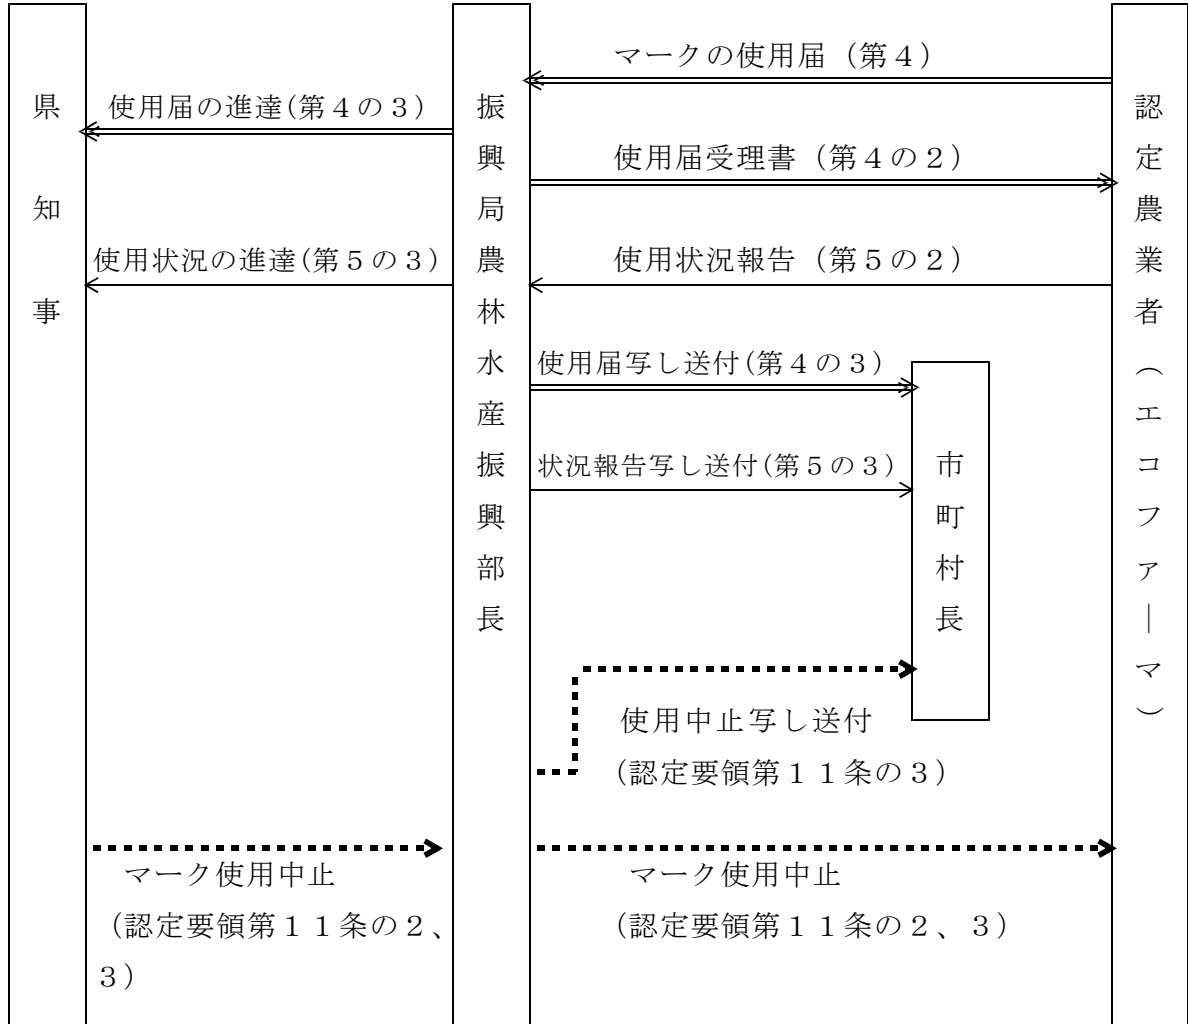 県知事
振興局農林水産振興部長
認定農業者（エコファーマ）
市町村長
マークの使用届（第４）
使用届の進達(第４の３)
使用届受理書（第４の２）
使用状況の進達(第５の３)
使用状況報告（第５の２）
使用届写し送付(第４の３)
状況報告写し送付(第５の３)
使用中止写し送付
（認定要領第１１条の３）
マーク使用中止
（認定要領第１１条の２、
３）
マーク使用中止
（認定要領第１１条の２、３）